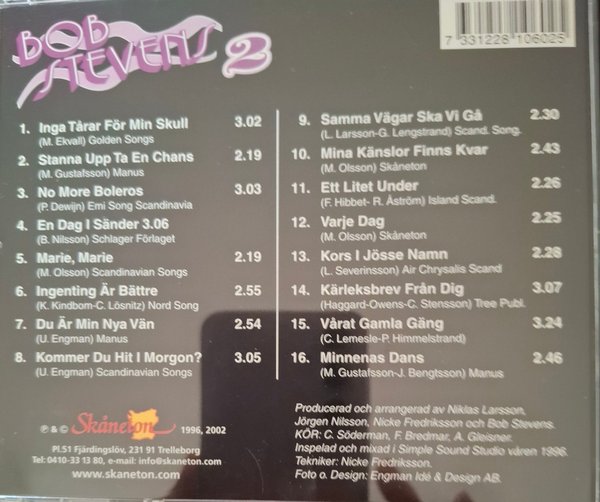 BOB STEVENS 2
7 331228 106025
1. Inga Tårar För Min Skull 3.02
(M. Ekvall) Golden Songs
2. Stanna Upp Ta En Chans 2.19
(M. Gustafsson) Manus
3. No More Boleros 3.03
(P. Dewijn) Emi Song Scandinavia
4. En Dag I Sänder 3.06
(B. Nilsson) Schlager Förlaget
5. Marie, Marie 2.19
(M. Olsson) Scandinavian Songs
6. Ingenting Är Bättre 2.55
(K. Kindbom-C. Lösnitz) Nord Song
7. Du Är Min Nya Vän 2.54
(U. Engman) Manus
8. Kommer Du Hit I Morgon? 3.05
(U. Engman) Scandinavian Songs
9. Samma Vägar Ska Vi Gå 2.30
(L. Larsson-G. Lengstrand) Scand. Song.
10. Mina Känslor Finns Kvar 2.43
(M. Olsson) Skåneton
11. Ett Litet Under 2.26
(F. Hibbet- R. Åström) Island Scand.
12. Varje Dag 2.25
(M. Olsson) Skåneton
13. Kors I Jösse Namn 2.28
(L. Severinsson) Air Chrysalis Scand
14. Kärleksbrev Från Dig 3.07
(Haggard-Owens-C. Stensson) Tree Publ.
15. Vårat Gamla Gäng 3.24
(C. Lemesle-P. Himmelstrand)
16. Minnenas Dans 2.46
(M. Gustafsson-J. Bengtsson) Manus
℗ & © Skåneton 1996, 2002
Pl.51 Fjärdingslöv, 231 91 Trelleborg
Tel: 0410-33 13 80, e-mail: info@skaneton.com
www.skaneton.com
Producerad och arrangerad av Niklas Larsson,
Jörgen Nilsson, Nicke Fredriksson och Bob Stevens.
KÖR: C. Söderman, F. Bredmar, A. Gleisner.
Inspelad och mixad i Simple Sound Studio våren 1996.
Tekniker: Nicke Fredriksson.
Foto o. Design: Engman Idé & Design AB.